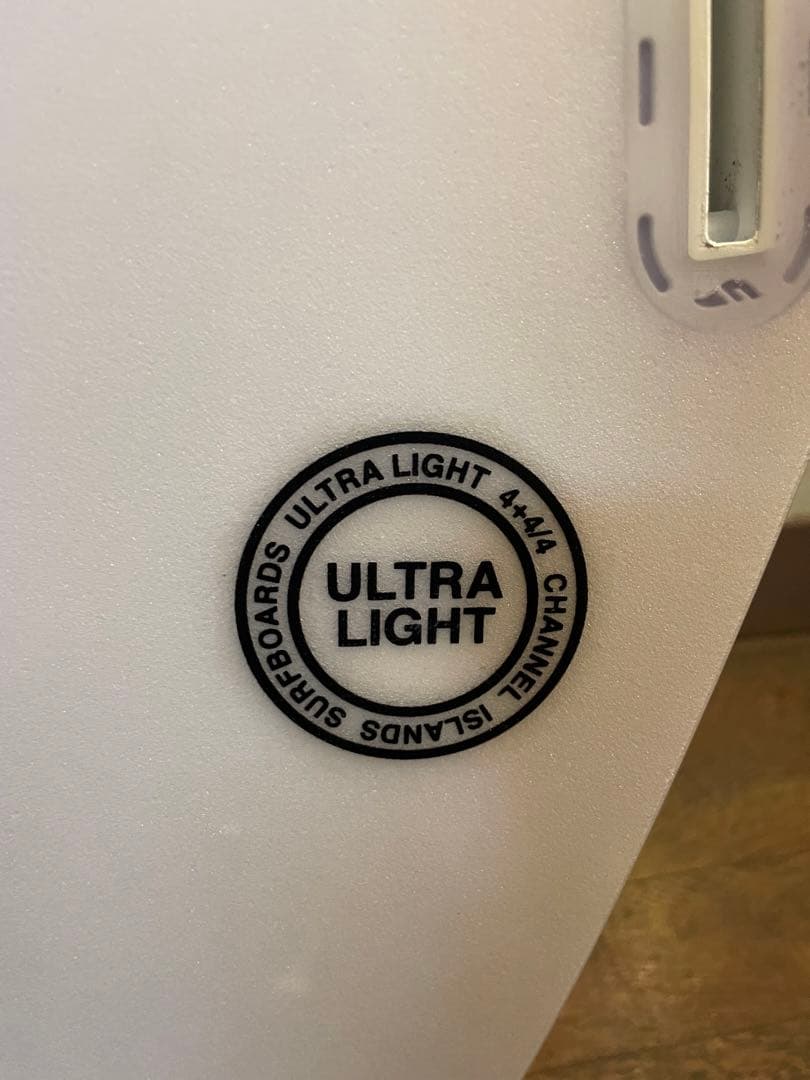 ULTRA LIGHT 4+4/4 CHANNEL ISLANDS SURFBOARDS
ULTRA
LIGHT